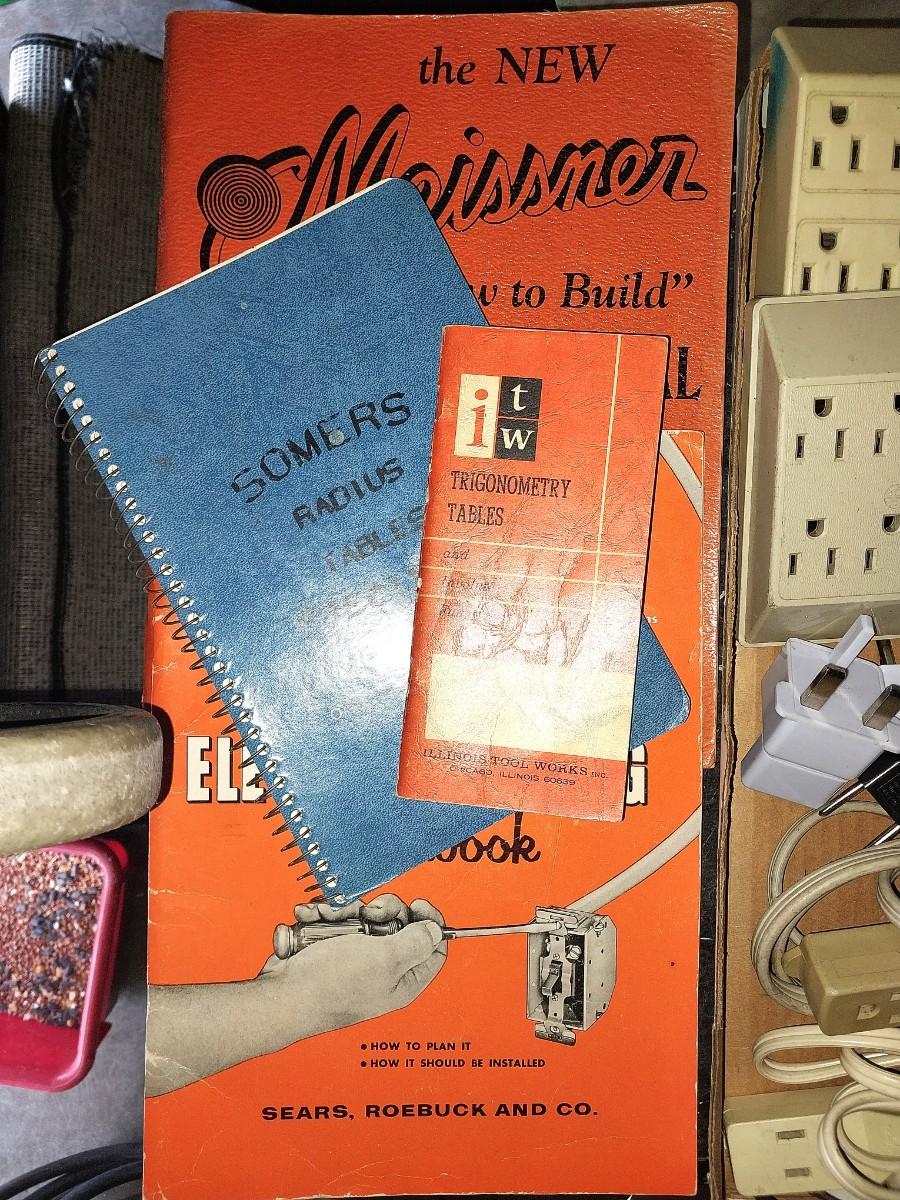 the NEW
Meissner
w to Build"
AL
SOMERS
RADIUS
TABLES
i t w
TRIGONOMETRY
TABLES
and
ILLINOIS TOOL WORKS INC.
CHICAGO, ILLINOIS 60639
EL
G
book
• HOW TO PLAN IT
• HOW IT SHOULD BE INSTALLED
SEARS, ROEBUCK AND CO.